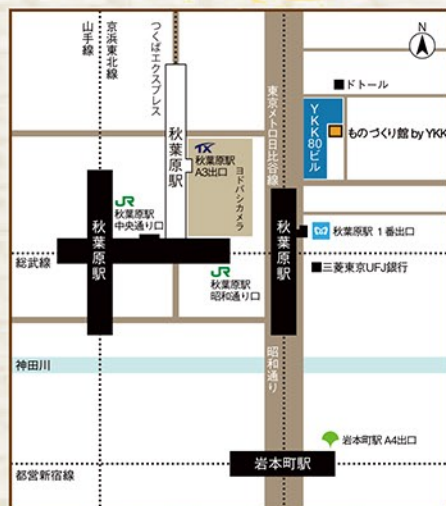 N
山手線
京浜東北線
つくばエクスプレス
東京メトロ日比谷線
■ドトール
YKK80ビル
ものづくり館 by YKK
秋葉原駅
TX
秋葉原駅
A3出口
ヨドバシカメラ
JR
秋葉原駅
中央通り口
秋葉原駅
秋葉原駅
秋葉原駅 1番出口
総武線
JR
秋葉原駅
昭和通り口
■三菱東京UFJ銀行
昭和通り
神田川
岩本町駅 A4出口
岩本町駅
都営新宿線